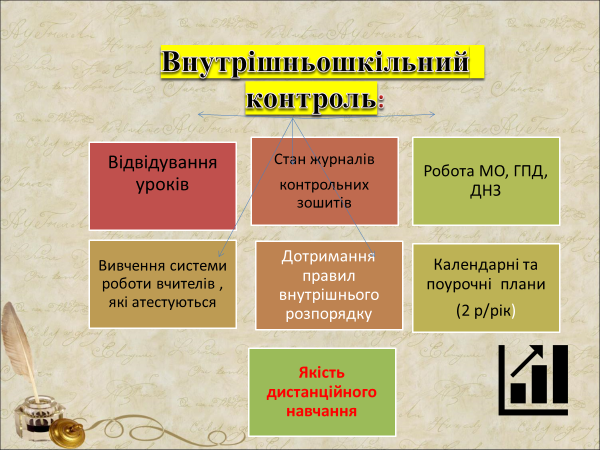 Внутрішньошкільний
контроль:
Відвідування
уроків
Стан журналів
контрольних
зошитів
Робота МО, ГПД,
ДНЗ
Вивчення системи
роботи вчителів ,
які атестуються
Дотримання
правил
внутрішнього
розпорядку
Календарні та
поурочні плани
(2 р/рік)
Якість
дистанційного
навчання